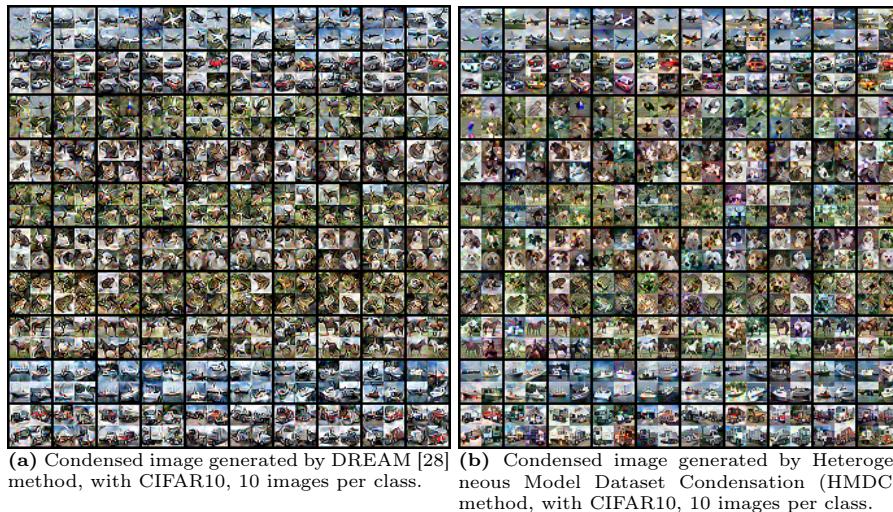 (a) Condensed image generated by DREAM [28]
method, with CIFAR10, 10 images per class.
(b) Condensed image generated by Heteroge-
neous Model Dataset Condensation (HMDC
method, with CIFAR10, 10 images per class.